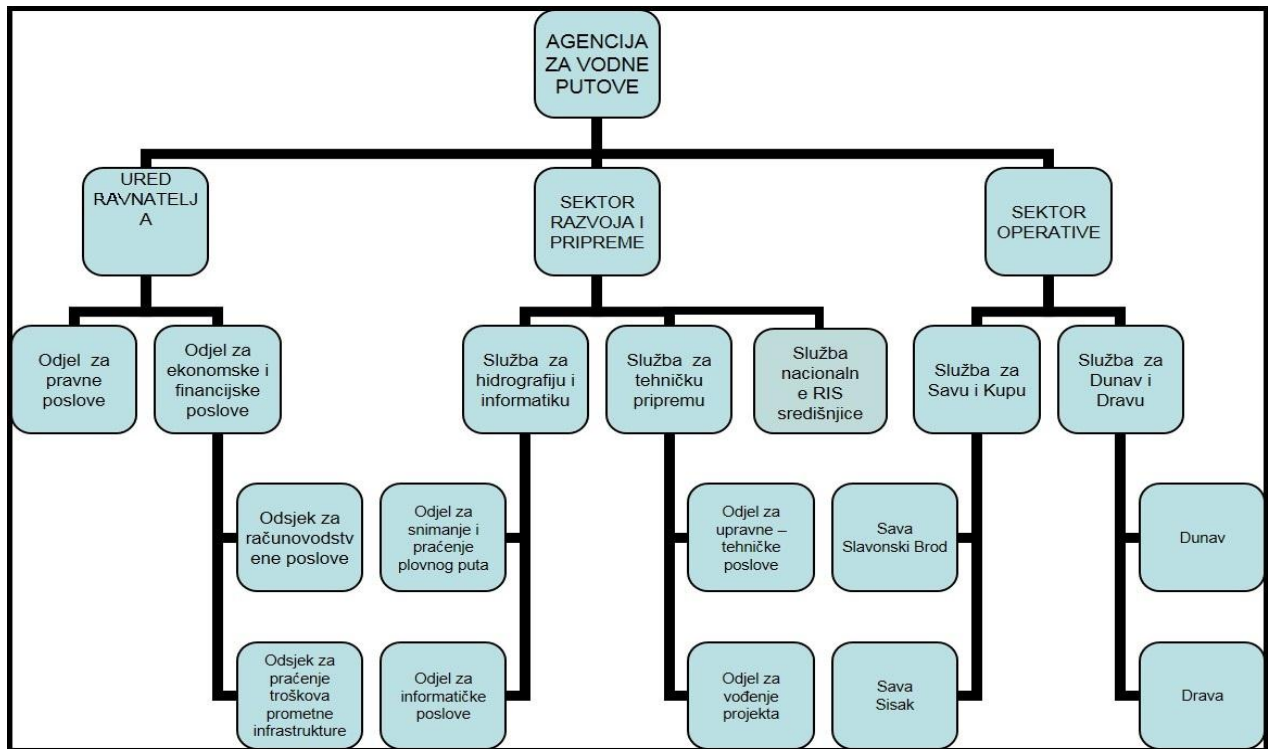 AGENCIJA
ZA VODNE
PUTOVE
URED
RAVNATELJ
A
SEKTOR
RAZVOJA I
PRIPREME
SEKTOR
OPERATIVE
Odjel za
pravne
poslove
Odjel za
ekonomske i
financijske
poslove
Služba za
hidrografiju i
informatiku
Služba za
tehničku
pripremu
Služba
nacionaln
e RIS
središnjice
Služba za
Savu i Kupu
Služba za
Dunav i
Dravu
Odsjek za
računovodstv
ene poslove
Odjel za
snimanje i
praćenje
plovnog puta
Odjel za
upravne –
tehničke
poslove
Sava
Slavonski Brod
Dunav
Odsjek za
praćenje
troškova
prometne
infrastrukture
Odjel za
informatičke
poslove
Odjel za
vođenje
projekta
Sava
Sisak
Drava